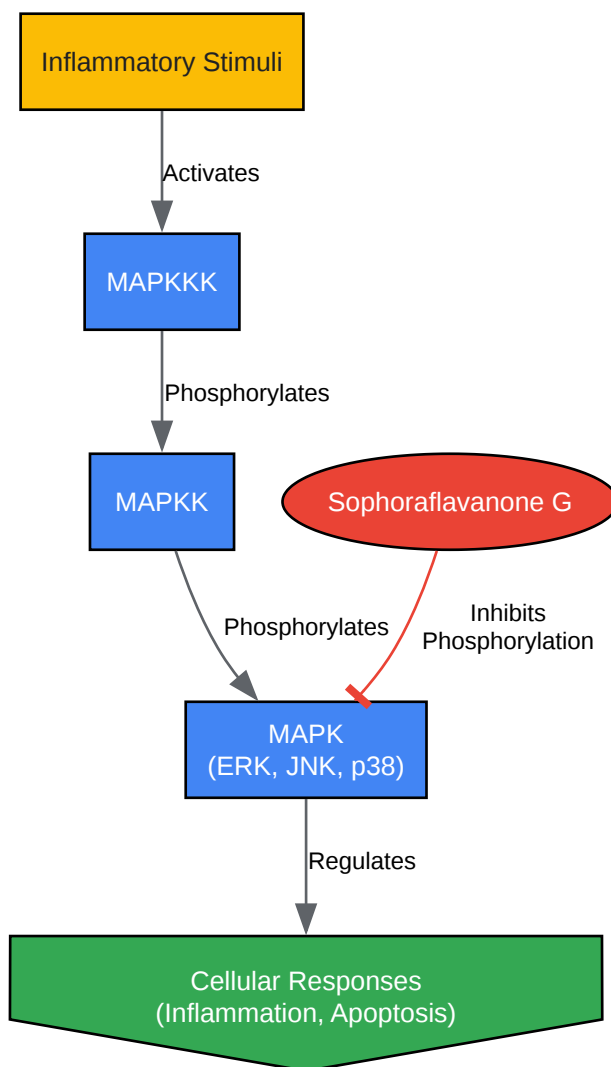 Inflammatory Stimuli
Activates
MAPKKK
Phosphorylates
MAPKK
Sophoraflavanone G
Phosphorylates
Inhibits
Phosphorylation
MAPK
(ERK, JNK, p38)
Regulates
Cellular Responses
(Inflammation, Apoptosis)